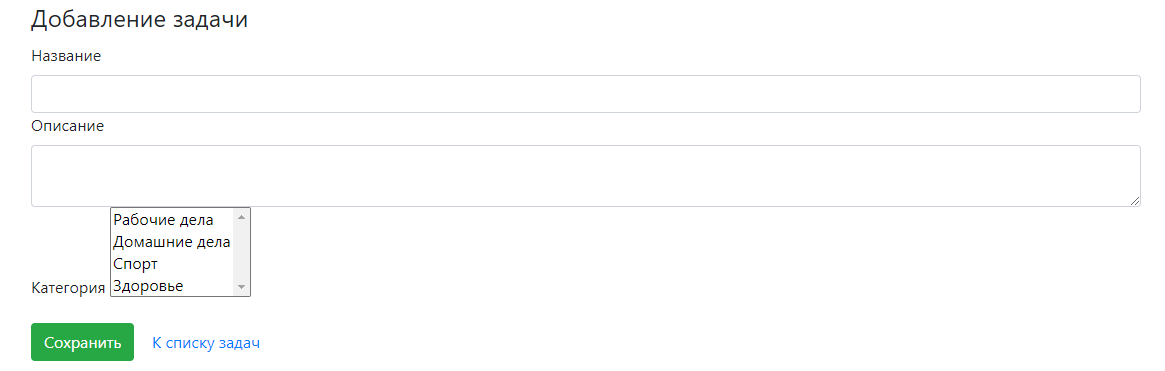 Добавление задачи
Название
Описание
Рабочие дела
Домашние дела
Спорт
Здоровье
Категория
Сохранить К списку задач